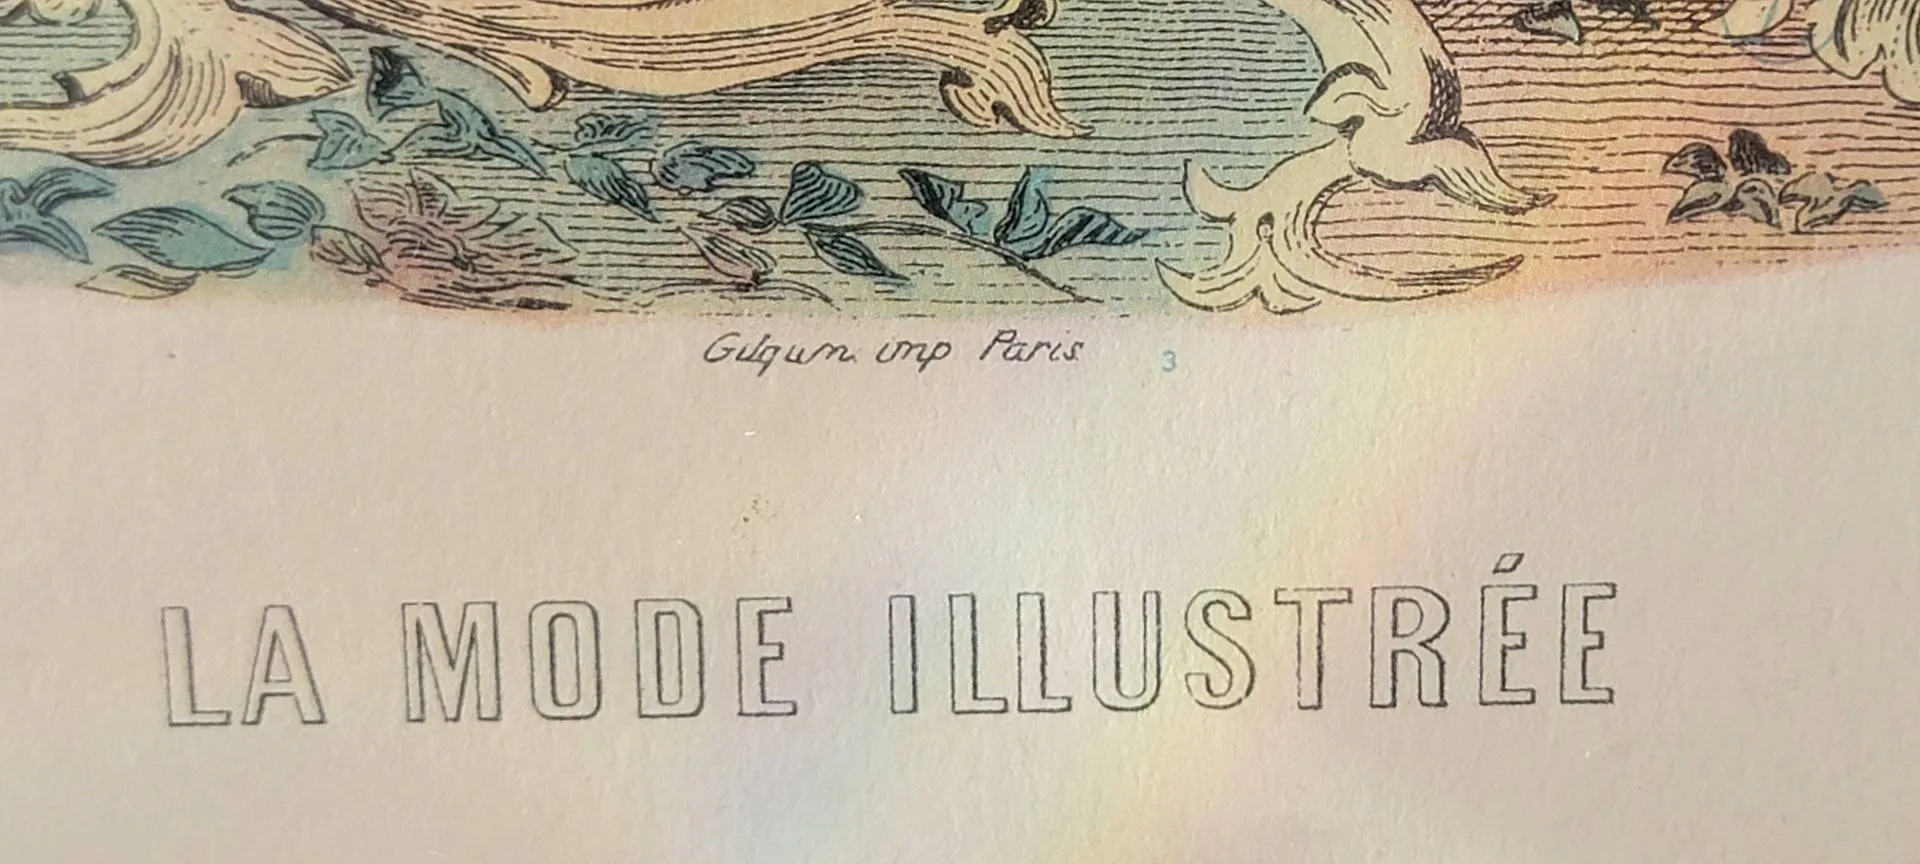 Gilquin imp Paris 3
LA MODE ILLUSTRÉE